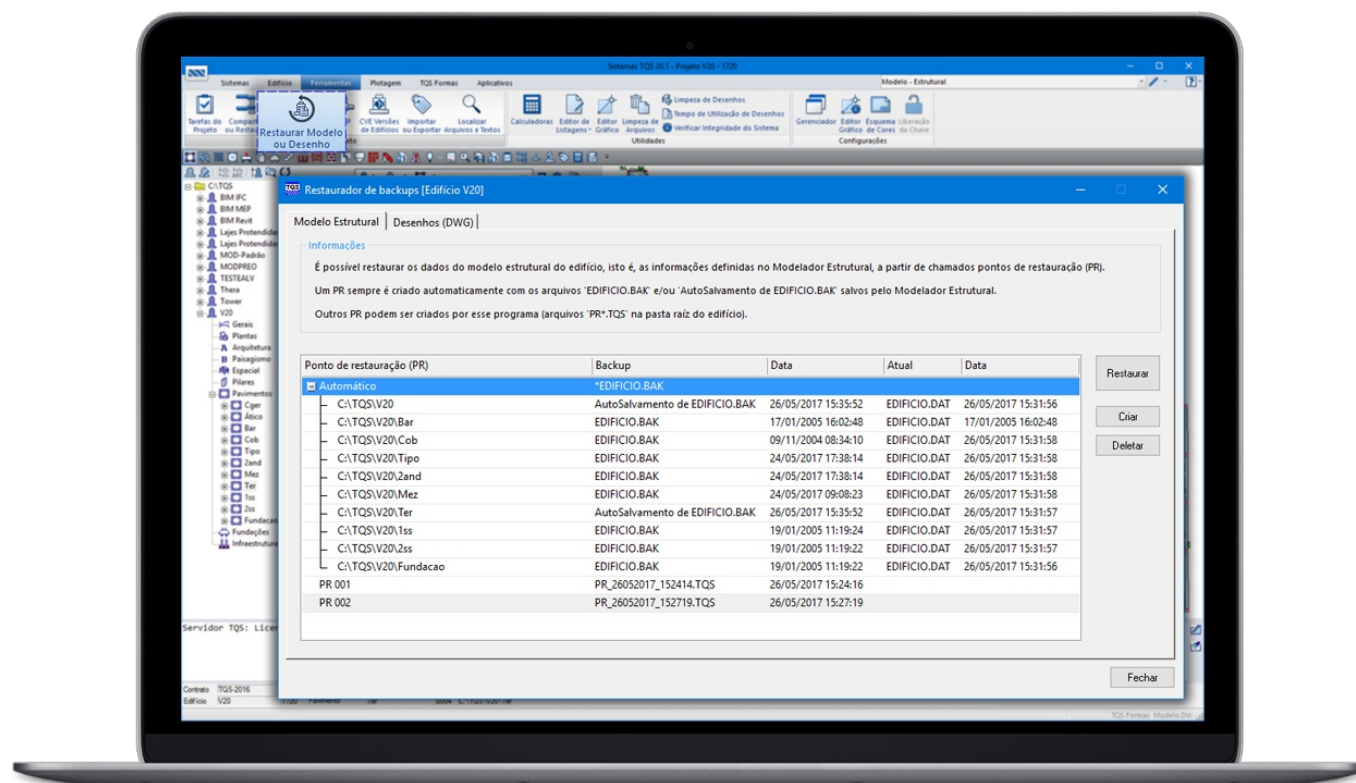 Sistemas TQS 20.1 - Projeto V20 - 1720
Sistemas Edifício Ferramentas Plotagem TQS Formas Aplicativos Modelo - Estrutural
Tarefas do Projeto
Restaurar Modelo ou Desenho
CVE Versões de Edifícios
Importar ou Exportar
Localizar Arquivos e Textos
Calculadoras
Editor de Listagens
Editor Gráfico
Limpeza de Arquivos
Limpeza de Desenhos
Tempo de Utilização de Desenhos
Verificar Integridade do Sistema
Utilidades
Gerenciador
Editor Gráfico
Esquema de Cores
Liberação da Chave
Configurações
C:\TQS
BIM IFC
BIM MEP
BIM Revit
Lajes Protendida
Lajes Protendida
MOD-Padrão
MODPREO
TESTEALV
Thera
Tower
V20
Gerais
Plantas
Arquitetura
Paisagismo
Espacial
Pilares
Pavimentos
Cger
Ático
Bar
Cob
Tipo
2and
Mez
Ter
1ss
2ss
Fundacao
Fundações
Infraestrutura
Restaurador de backups [Edifício V20]
Modelo Estrutural Desenhos (DWG)
Informações
É possível restaurar os dados do modelo estrutural do edifício, isto é, as informações definidas no Modelador Estrutural, a partir de chamados pontos de restauração (PR).
Um PR sempre é criado automaticamente com os arquivos 'EDIFICIO.BAK' e/ou 'AutoSalvamento de EDIFICIO.BAK' salvos pelo Modelador Estrutural.
Outros PR podem ser criados por esse programa (arquivos 'PR*.TQS' na pasta raíz do edifício).
Ponto de restauração (PR) Backup Data Atual Data
Automático *EDIFICIO.BAK
C:\TQS\V20 AutoSalvamento de EDIFICIO.BAK 26/05/2017 15:35:52 EDIFICIO.DAT 26/05/2017 15:31:56
C:\TQS\V20\Bar EDIFICIO.BAK 17/01/2005 16:02:48 EDIFICIO.DAT 17/01/2005 16:02:48
C:\TQS\V20\Cob EDIFICIO.BAK 09/11/2004 08:34:10 EDIFICIO.DAT 26/05/2017 15:31:58
C:\TQS\V20\Tipo EDIFICIO.BAK 24/05/2017 17:38:14 EDIFICIO.DAT 26/05/2017 15:31:58
C:\TQS\V20\2and EDIFICIO.BAK 24/05/2017 17:38:14 EDIFICIO.DAT 26/05/2017 15:31:58
C:\TQS\V20\Mez EDIFICIO.BAK 24/05/2017 09:08:23 EDIFICIO.DAT 26/05/2017 15:31:58
C:\TQS\V20\Ter AutoSalvamento de EDIFICIO.BAK 26/05/2017 15:35:52 EDIFICIO.DAT 26/05/2017 15:31:57
C:\TQS\V20\1ss EDIFICIO.BAK 19/01/2005 11:19:24 EDIFICIO.DAT 26/05/2017 15:31:57
C:\TQS\V20\2ss EDIFICIO.BAK 19/01/2005 11:19:22 EDIFICIO.DAT 26/05/2017 15:31:57
C:\TQS\V20\Fundacao EDIFICIO.BAK 19/01/2005 11:19:22 EDIFICIO.DAT 26/05/2017 15:31:56
PR 001 PR_26052017_152414.TQS 26/05/2017 15:24:16
PR 002 PR_26052017_152719.TQS 26/05/2017 15:27:19
Restaurar
Criar
Deletar
Fechar
Servidor TQS:
Contrato TQS-2016
Edifício V20
TQS Formas